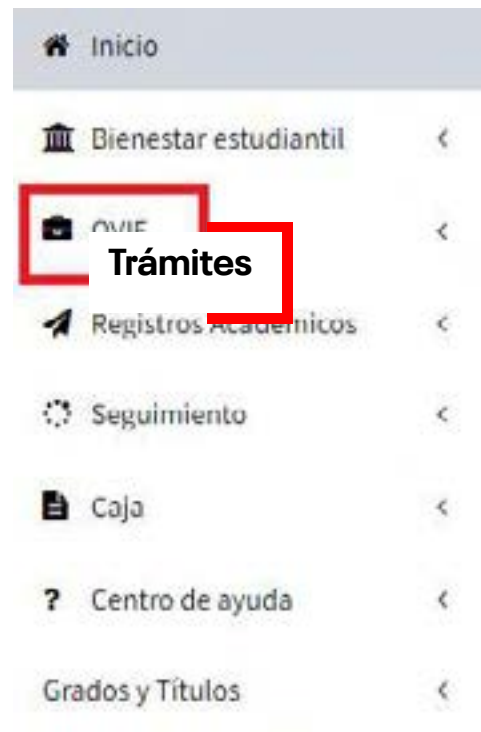 Inicio
Bienestar estudiantil
Trámites
Registros Académicos
Seguimiento
Caja
? Centro de ayuda
Grados y Títulos